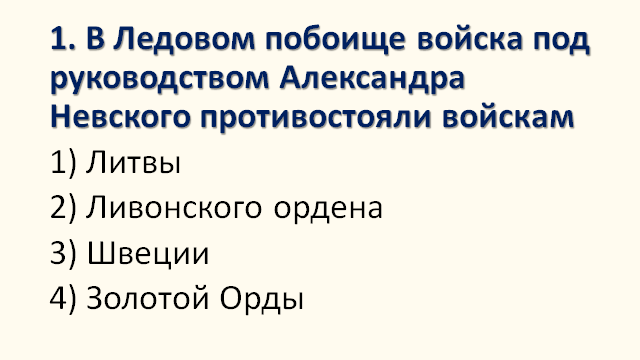 1. В Ледовом побоище войска под
руководством Александра
Невского противостояли войскам
1) Литвы
2) Ливонского ордена
3) Швеции
4) Золотой Орды